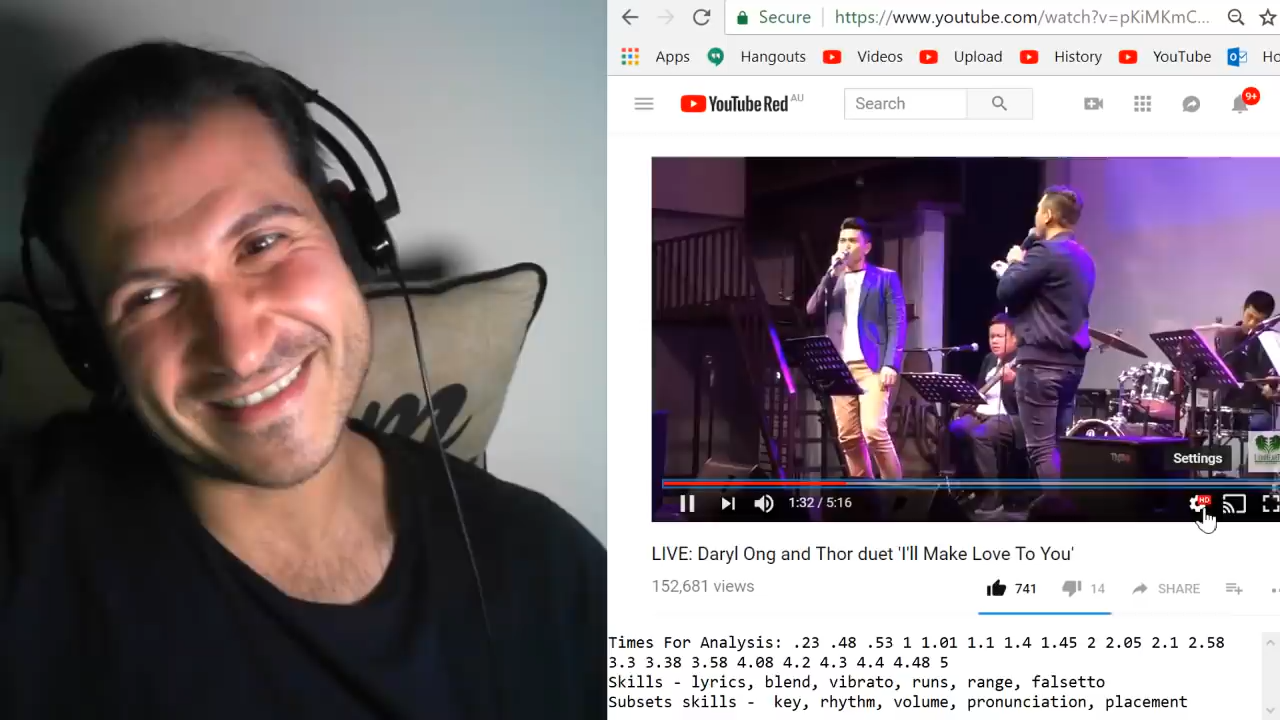 Secure
https://www.youtube.com/watch?v=pKiMKmC...
Apps Hangouts Videos Upload History YouTube Ho
YouTube Red AU
Search
9+
Settings
HD
1:32 / 5:16
LIVE: Daryl Ong and Thor duet 'I'll Make Love To You'
152,681 views
741 14 SHARE
Times For Analysis: .23 .48 .53 1 1.01 1.1 1.4 1.45 2 2.05 2.1 2.58
3.3 3.38 3.58 4.08 4.2 4.3 4.4 4.48 5
Skills - lyrics, blend, vibrato, runs, range, falsetto
Subsets skills - key, rhythm, volume, pronunciation, placement